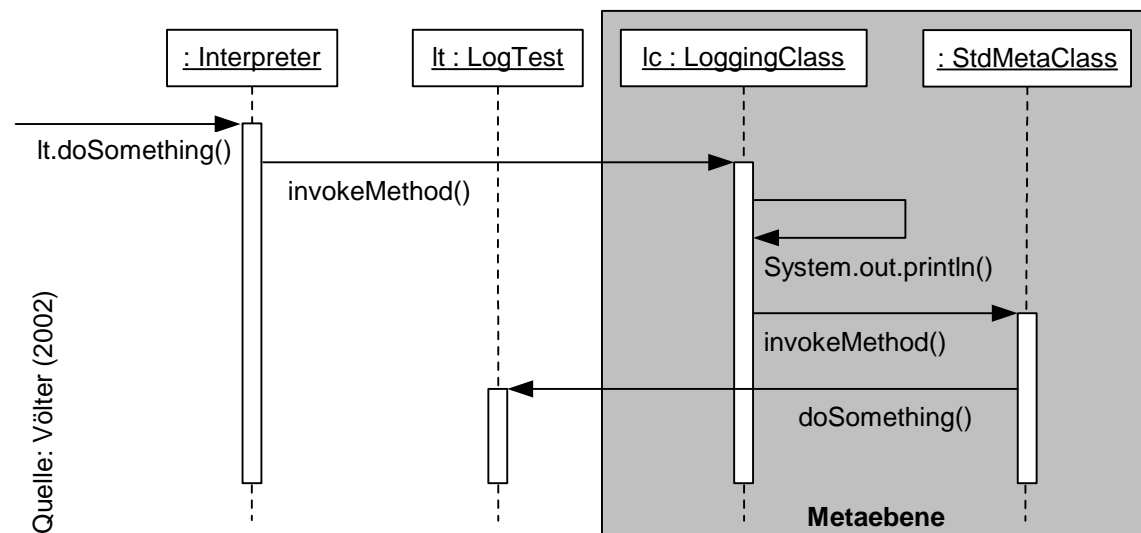 : Interpreter
lt : LogTest
lc : LoggingClass
: StdMetaClass
lt.doSomething()
invokeMethod()
System.out.println()
invokeMethod()
doSomething()
Metaebene
Quelle: Völter (2002)